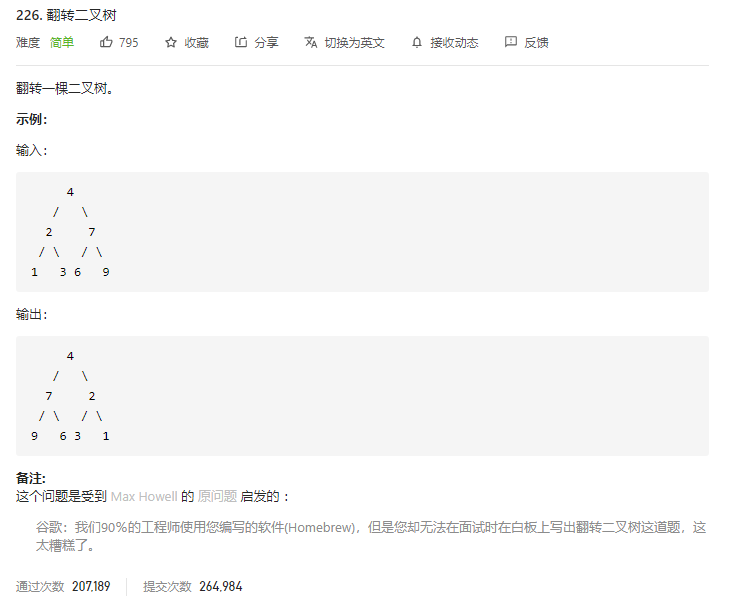 226. 翻转二叉树
难度 简单 795 收藏 分享 切换为英文 接收动态 反馈
翻转一棵二叉树。
示例：
输入：
4
/ \
2 7
/ \ / \
1 3 6 9
输出：
4
/ \
7 2
/ \ / \
9 6 3 1
备注:
这个问题是受到 Max Howell 的 原问题 启发的 ：
谷歌：我们90％的工程师使用您编写的软件(Homebrew)，但是您却无法在面试时在白板上写出翻转二叉树这道题，这
太糟糕了。
通过次数 207,189 提交次数 264,984